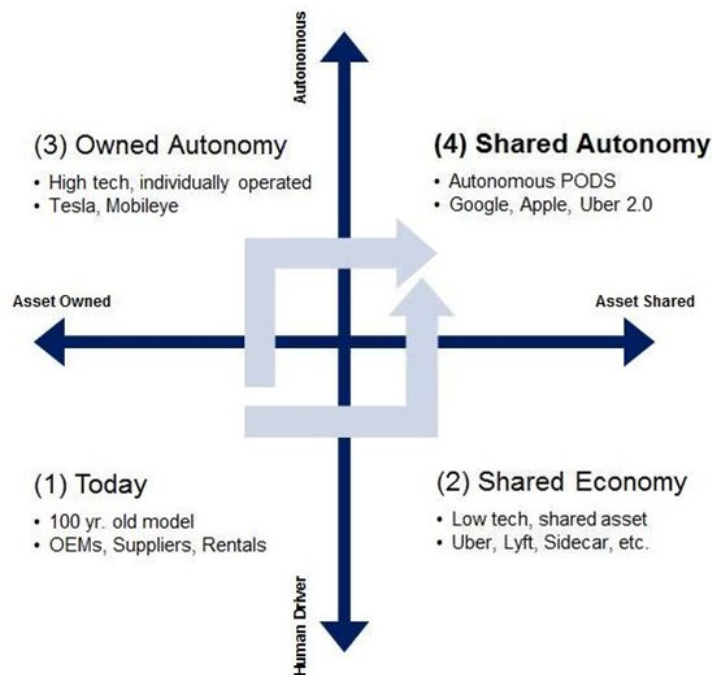 Autonomous
(3) Owned Autonomy
• High tech, individually operated
• Tesla, Mobileye
(4) Shared Autonomy
• Autonomous PODS
• Google, Apple, Uber 2.0
Asset Owned
Asset Shared
(1) Today
• 100 yr. old model
• OEMs, Suppliers, Rentals
(2) Shared Economy
• Low tech, shared asset
• Uber, Lyft, Sidecar, etc.
Human Driver